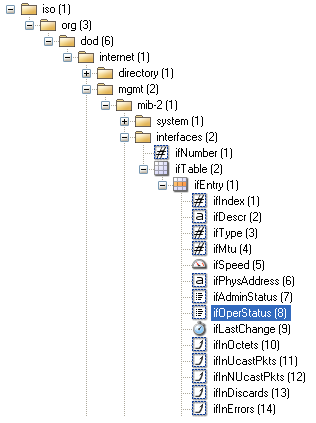 iso (1)
org (3)
dod (6)
internet (1)
directory (1)
mgmt (2)
mib-2 (1)
system (1)
interfaces (2)
ifNumber (1)
ifTable (2)
ifEntry (1)
ifIndex (1)
ifDescr (2)
ifType (3)
ifMtu (4)
ifSpeed (5)
ifPhysAddress (6)
ifAdminStatus (7)
ifOperStatus (8)
ifLastChange (9)
ifInOctets (10)
ifInUcastPkts (11)
ifInNUcastPkts (12)
ifInDiscards (13)
ifInErrors (14)